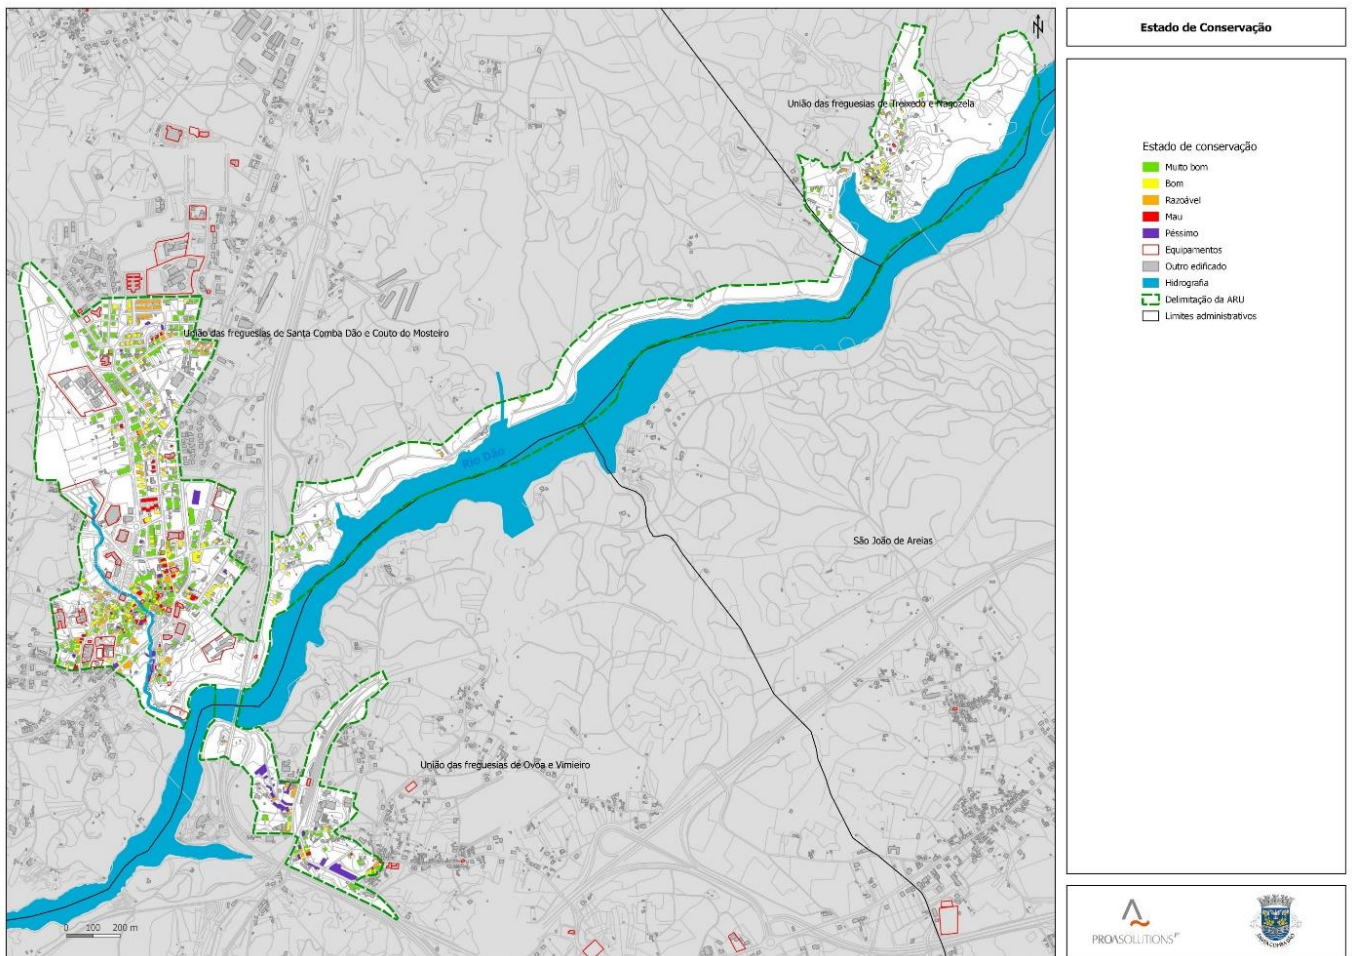 Estado de Conservação
N
União das freguesias de Treixedo e Nagozela
União das freguesias de Santa Comba Dão e Couto do Mosteiro
Rio Dão
São João de Areias
União das freguesias de Ovoa e Vimieiro
0 100 200 m
Estado de conservação
Muito bom
Bom
Razoável
Mau
Péssimo
Equipamentos
Outro edificado
Hidrografia
Delimitação da ARU
Limites administrativos
PROASOLUTIONS